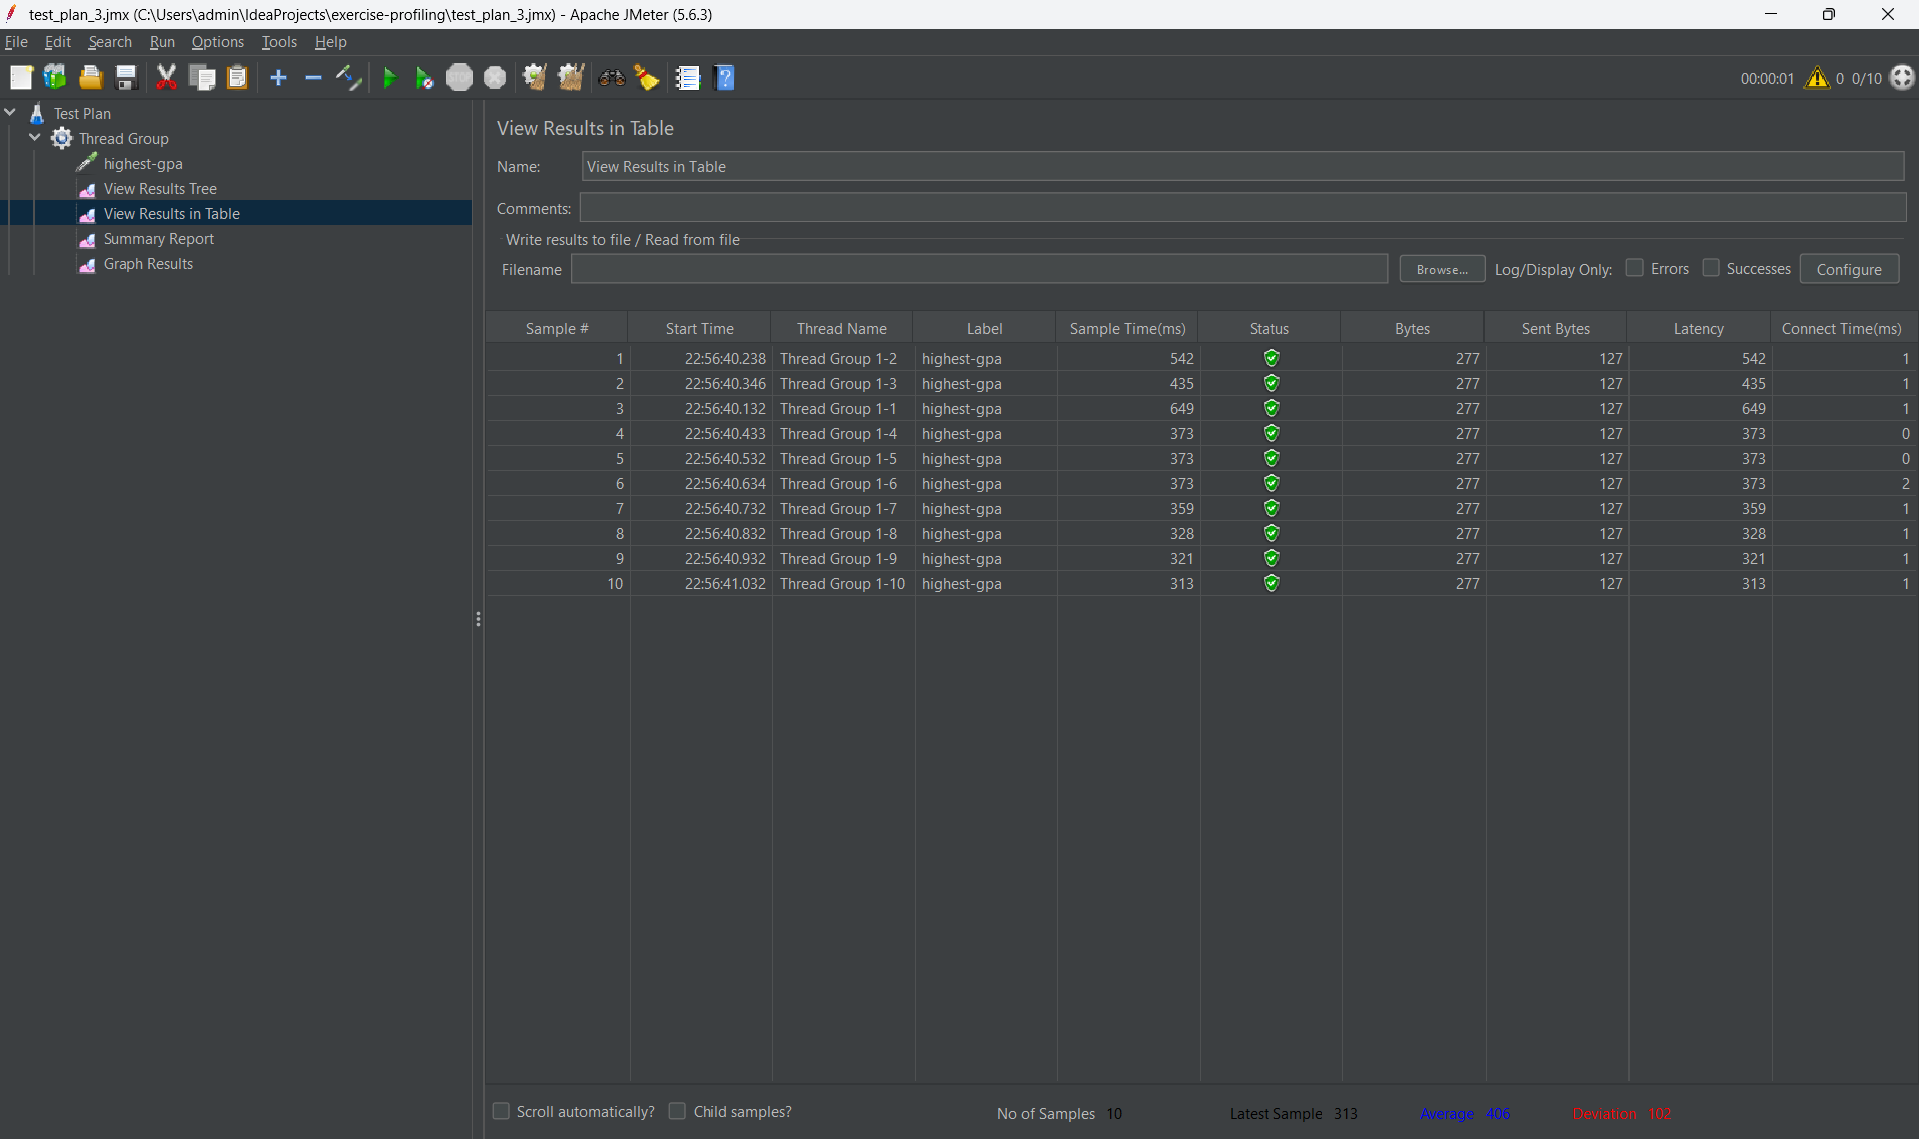 test_plan_3.jmx (C:\Users\admin\IdeaProjects\exercise-profiling\test_plan_3.jmx) - Apache JMeter (5.6.3)
File Edit Search Run Options Tools Help
STOP 00:00:01 0 0/10
Test Plan
Thread Group
highest-gpa
View Results Tree
View Results in Table
Summary Report
Graph Results
View Results in Table
Name: View Results in Table
Comments:
Write results to file / Read from file
Filename Browse... Log/Display Only: Errors Successes Configure
Sample # Start Time Thread Name Label Sample Time(ms) Status Bytes Sent Bytes Latency Connect Time(ms)
1 22:56:40.238 Thread Group 1-2 highest-gpa 542 277 127 542 1
2 22:56:40.346 Thread Group 1-3 highest-gpa 435 277 127 435 1
3 22:56:40.132 Thread Group 1-1 highest-gpa 649 277 127 649 1
4 22:56:40.433 Thread Group 1-4 highest-gpa 373 277 127 373 0
5 22:56:40.532 Thread Group 1-5 highest-gpa 373 277 127 373 0
6 22:56:40.634 Thread Group 1-6 highest-gpa 373 277 127 373 2
7 22:56:40.732 Thread Group 1-7 highest-gpa 359 277 127 359 1
8 22:56:40.832 Thread Group 1-8 highest-gpa 328 277 127 328 1
9 22:56:40.932 Thread Group 1-9 highest-gpa 321 277 127 321 1
10 22:56:41.032 Thread Group 1-10 highest-gpa 313 277 127 313 1
Scroll automatically? Child samples? No of Samples 10 Latest Sample 313 Average 406 Deviation 102